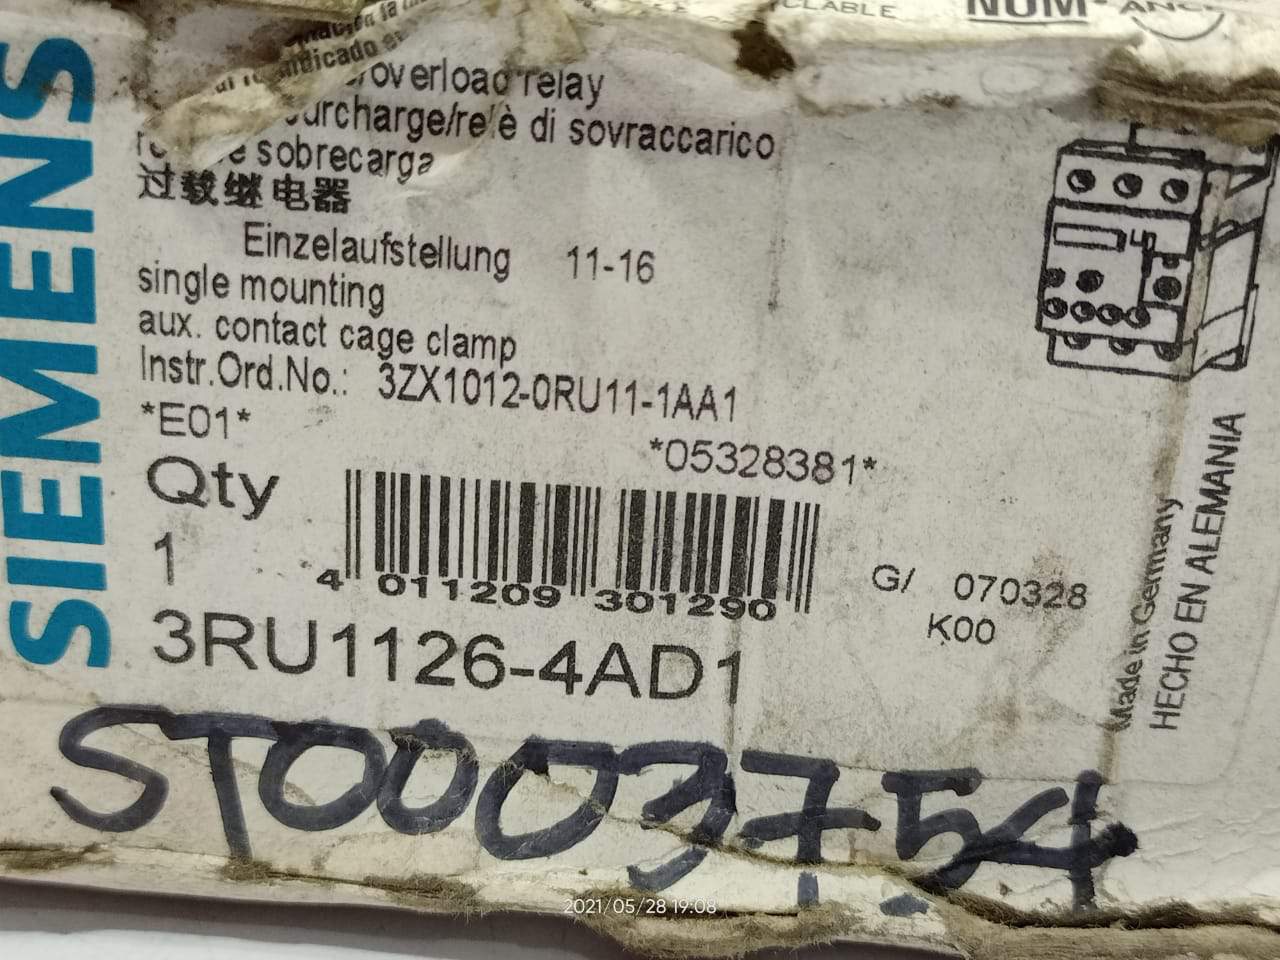 CLABLE
NUM
indicado
overload relay
surcharge/relè di sovraccarico
sobrecarga
过载继电器
Einzelaufstellung 11-16
single mounting
aux. contact cage clamp
Instr.Ord.No.: 3ZX1012-0RU11-1AA1
*E01*
*05328381*
Qty
1
4 011209 301290
G/ 070328
K00
3RU1126-4AD1
SIEMENS
Made in Germany
HECHO EN ALEMANIA
ST0003754
2021/05/28 19:08